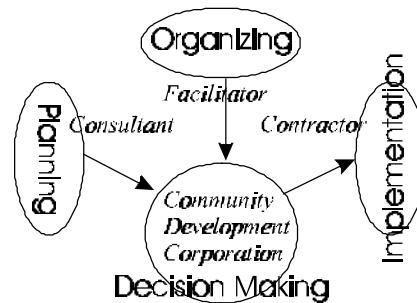 Organizing
Facilitator
Planning
Consultant
Contractor
Implementation
Community
Development
Corporation
Decision Making